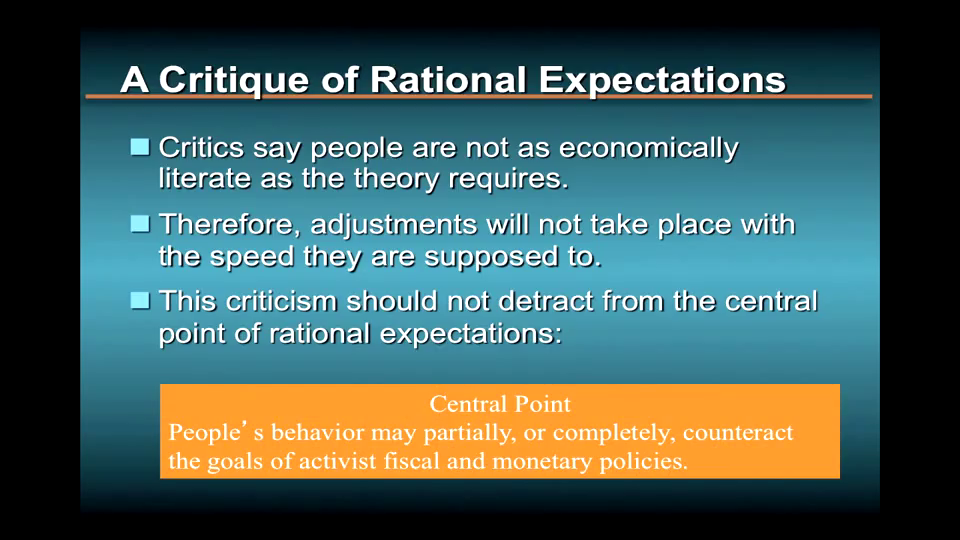 A Critique of Rational Expectations
Critics say people are not as economically
literate as the theory requires.
Therefore, adjustments will not take place with
the speed they are supposed to.
This criticism should not detract from the central
point of rational expectations:
Central Point
People’s behavior may partially, or completely, counteract
the goals of activist fiscal and monetary policies.